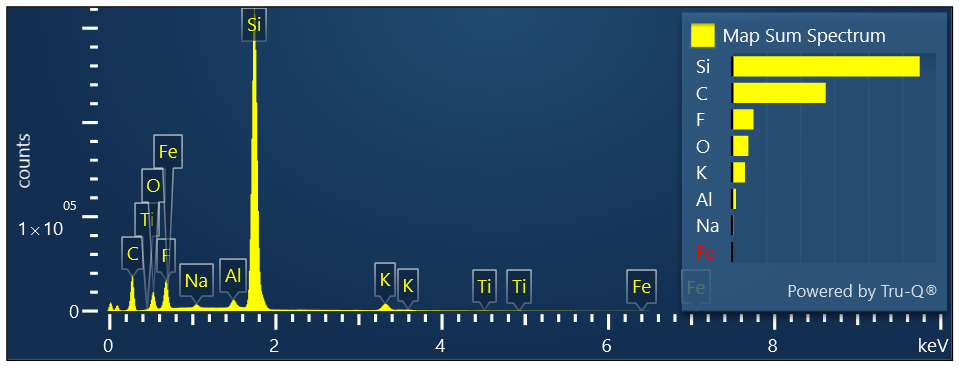 Si
Map Sum Spectrum
Si
C
F
O
K
Al
Na
Fe
Powered by Tru-Q®
counts
Fe
O
Ti
C
F
Na
Al
K
K
Ti
Ti
Fe
Fe
1×10 05
0
0
2
4
6
8
keV